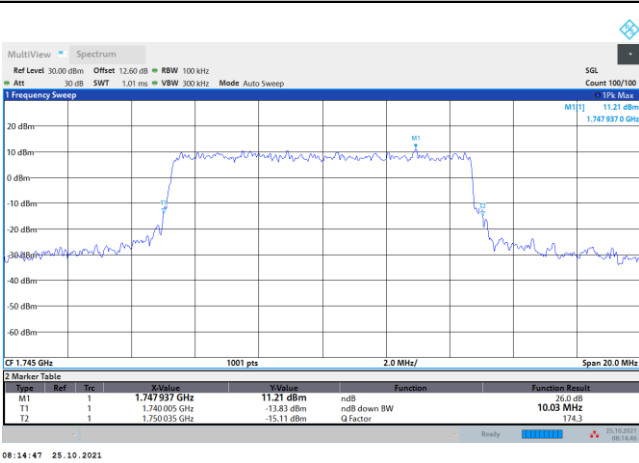 MultiView Spectrum
Ref Level 30.00 dBm Offset 12.60 dB RBW 100 kHz SGL
Att 30 dB SWT 1.01 ms VBW 300 kHz Mode Auto Sweep Count 100/100
1 Frequency Sweep 1Pk Max
M1[1] 11.21 dBm
1.747 937 0 GHz
20 dBm
M1
10 dBm
0 dBm
T1
-10 dBm
T2
-20 dBm
-30 dBm
-40 dBm
-50 dBm
-60 dBm
CF 1.745 GHz 1001 pts 2.0 MHz/ Span 20.0 MHz
2 Marker Table
Type Ref Trc X-Value Y-Value Function Function Result
M1 1 1.747 937 GHz 11.21 dBm ndB 26.0 dB
T1 1 1.740 005 GHz -13.83 dBm ndB down BW 10.03 MHz
T2 1 1.750 035 GHz -15.11 dBm Q Factor 174.3
Ready 25.10.2021
08:14:46
08:14:47 25.10.2021